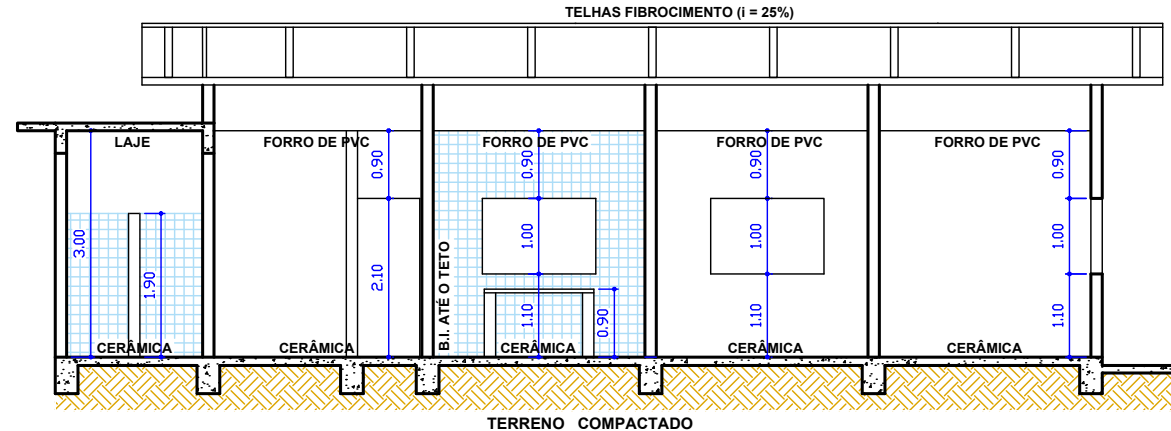 TELHAS FIBROCIMENTO (i = 25%)
LAJE
FORRO DE PVC
FORRO DE PVC
FORRO DE PVC
FORRO DE PVC
0.90
0.90
0.90
0.90
3.00
1.90
2.10
B.I. ATÉ O TETO
1.00
1.00
1.00
1.10
0.90
1.10
1.10
CERÂMICA
CERÂMICA
CERÂMICA
CERÂMICA
CERÂMICA
TERRENO COMPACTADO